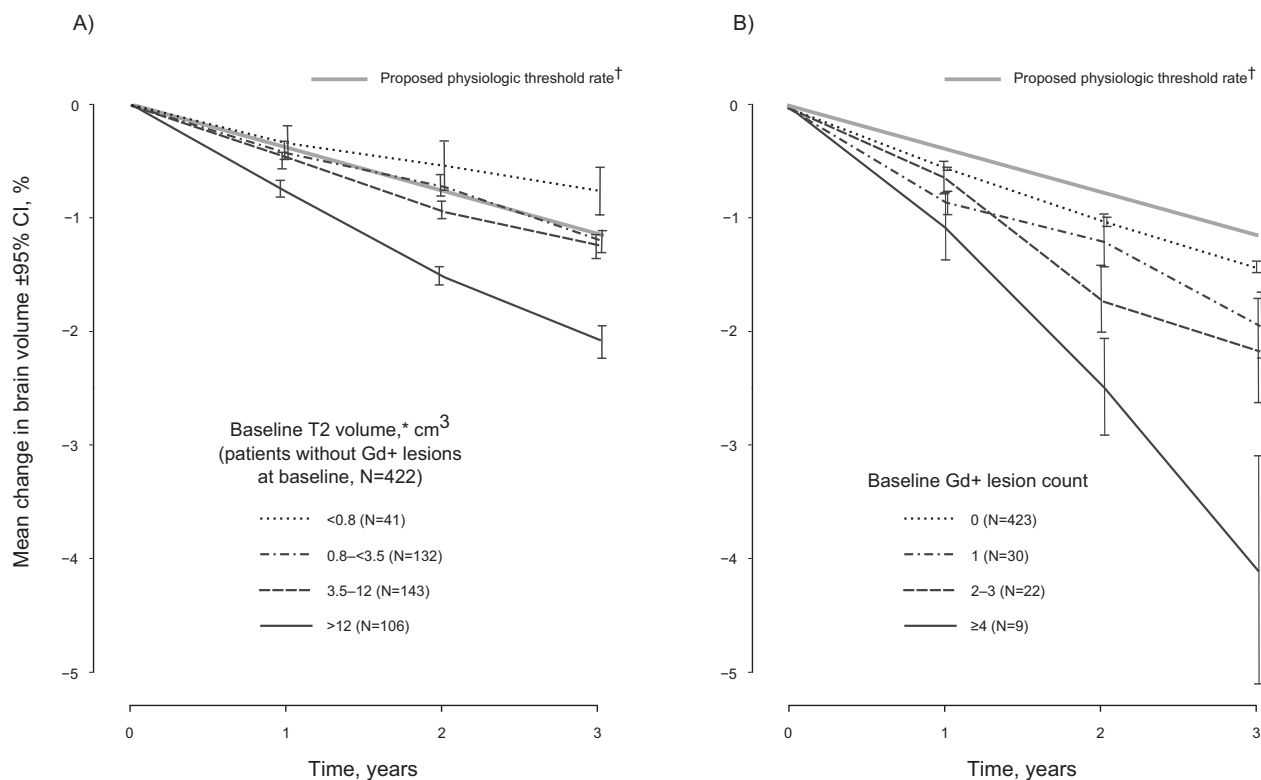 A)
Proposed physiologic threshold rate†
Mean change in brain volume ±95% CI, %
0
−1
−2
−3
−4
−5
Baseline T2 volume,* cm3
(patients without Gd+ lesions
at baseline, N=422)
<0.8 (N=41)
0.8–<3.5 (N=132)
3.5–12 (N=143)
>12 (N=106)
0 1 2 3
Time, years
B)
Proposed physiologic threshold rate†
0
−1
−2
−3
−4
−5
Baseline Gd+ lesion count
0 (N=423)
1 (N=30)
2–3 (N=22)
≥4 (N=9)
0 1 2 3
Time, years